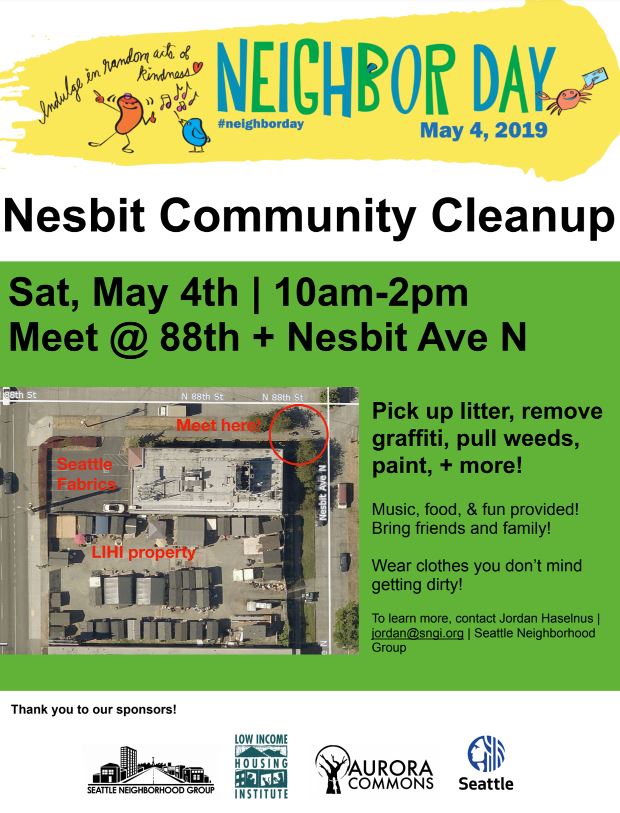 Indulge in random acts of
kindness
NEIGHBOR DAY
#neighborday
May 4, 2019
Nesbit Community Cleanup
Sat, May 4th | 10am-2pm
Meet @ 88th + Nesbit Ave N
88th St
N 88th St
N 88th St
Meet here!
Seattle
Fabrics
Nesbit Ave N
LIHI property
e N
Pick up litter, remove
graffiti, pull weeds,
paint, + more!
Music, food, & fun provided!
Bring friends and family!
Wear clothes you don’t mind
getting dirty!
To learn more, contact Jordan Haselnus |
jordan@sngi.org | Seattle Neighborhood
Group
Thank you to our sponsors!
SEATTLE NEIGHBORHOOD GROUP
LOW INCOME
HOUSING
INSTITUTE
AURORA
COMMONS
Seattle